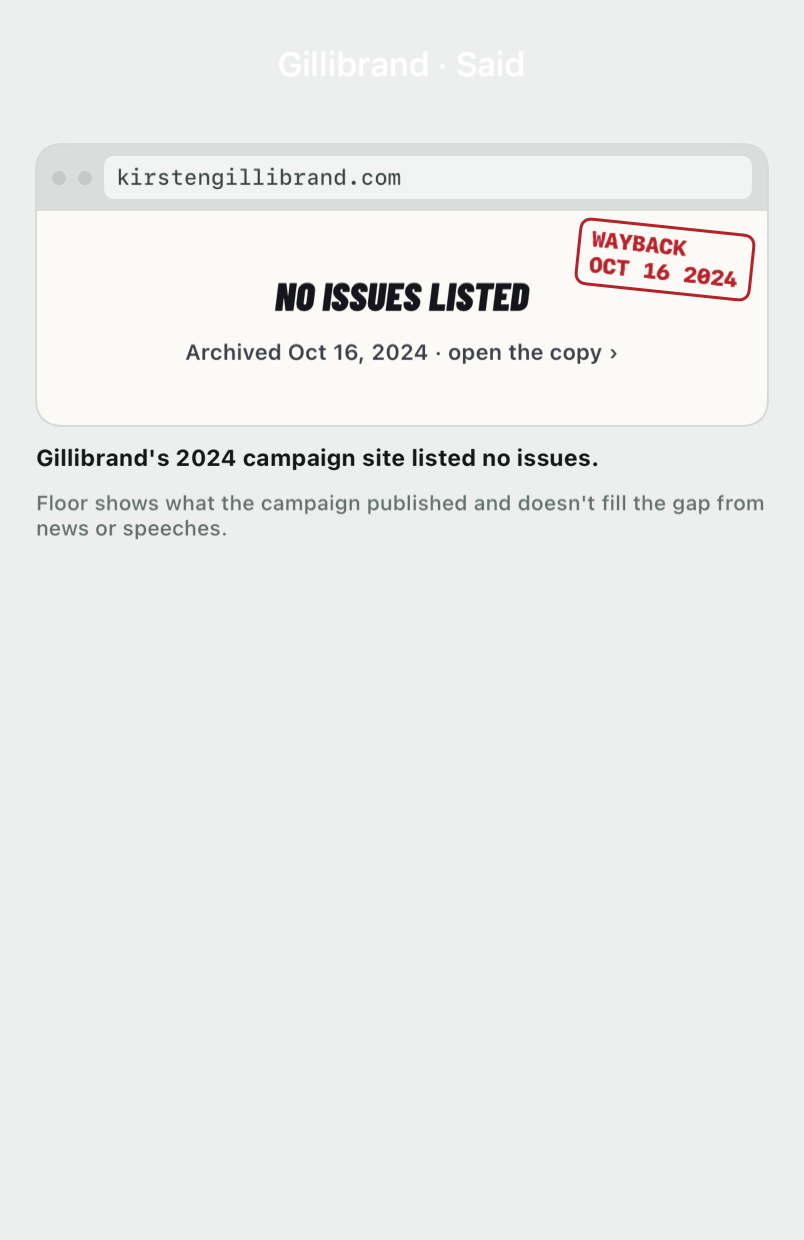 Gillibrand · Said
kirstengillibrand.com
WAYBACK
OCT 16 2024
NO ISSUES LISTED
Archived Oct 16, 2024 · open the copy ›
Gillibrand's 2024 campaign site listed no issues.
Floor shows what the campaign published and doesn't fill the gap from
news or speeches.